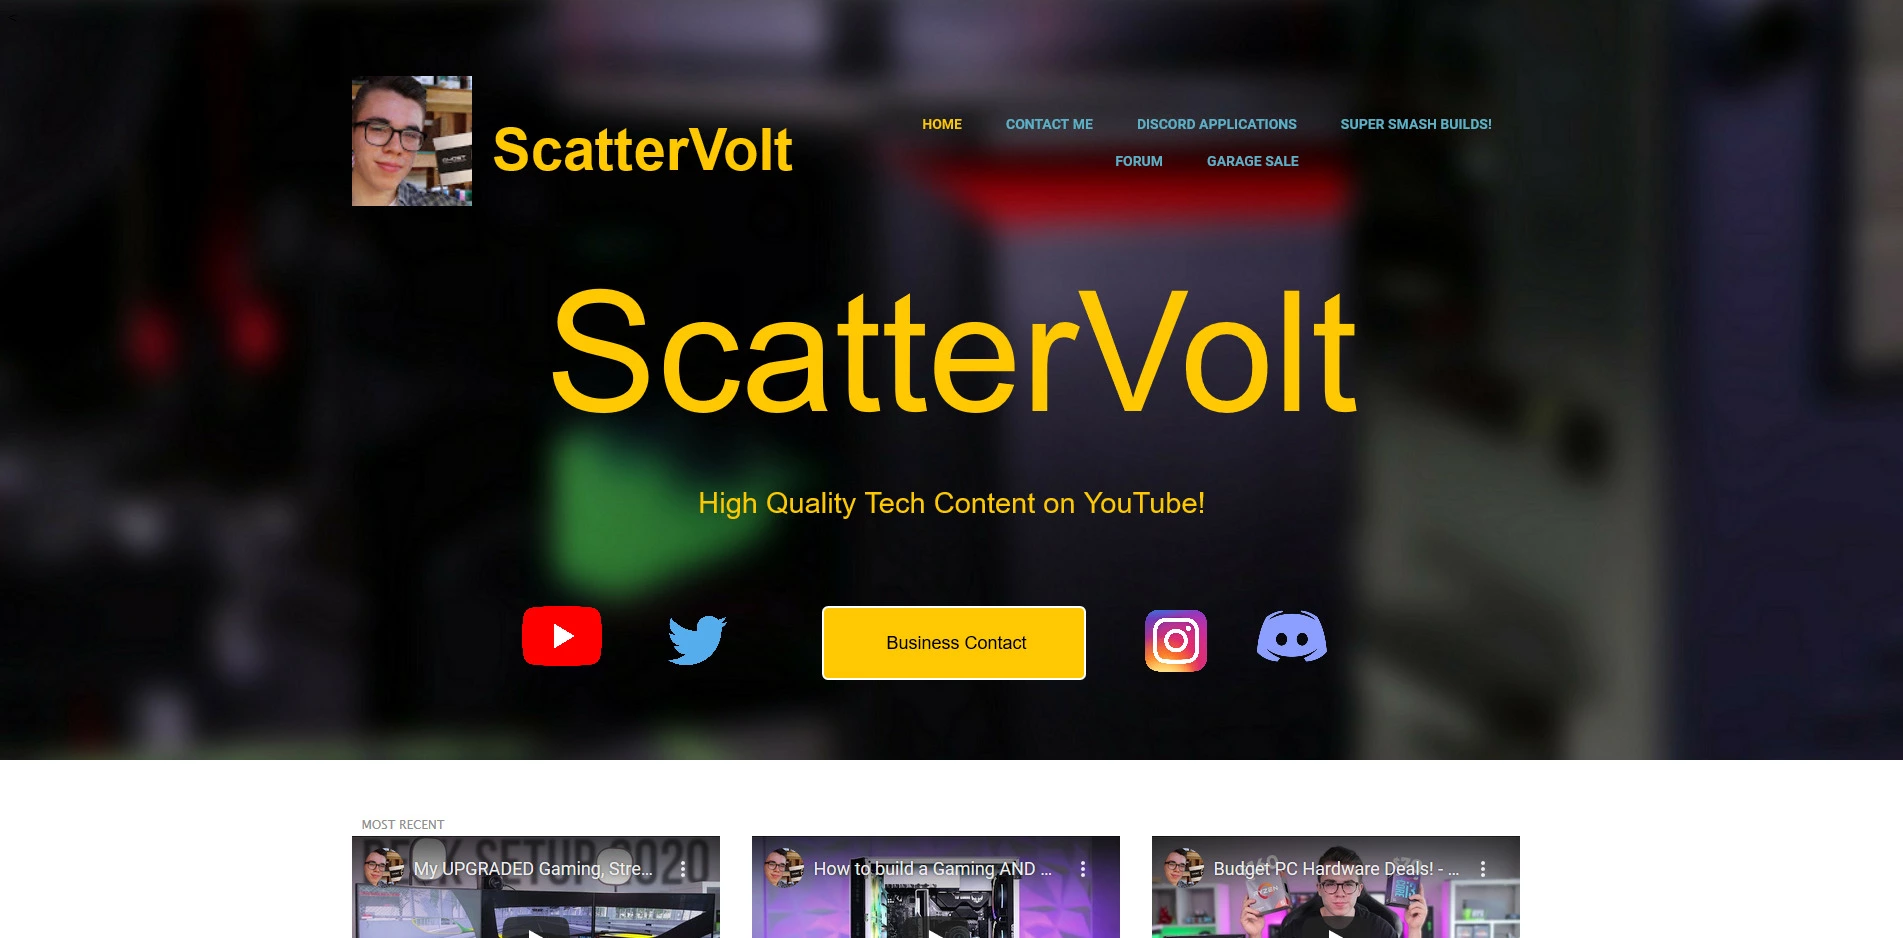 ScatterVolt
HOME CONTACT ME DISCORD APPLICATIONS SUPER SMASH BUILDS!
FORUM GARAGE SALE
ScatterVolt
High Quality Tech Content on YouTube!
Business Contact
MOST RECENT
My UPGRADED Gaming, Stre...
How to build a Gaming AND ...
Budget PC Hardware Deals! - ...